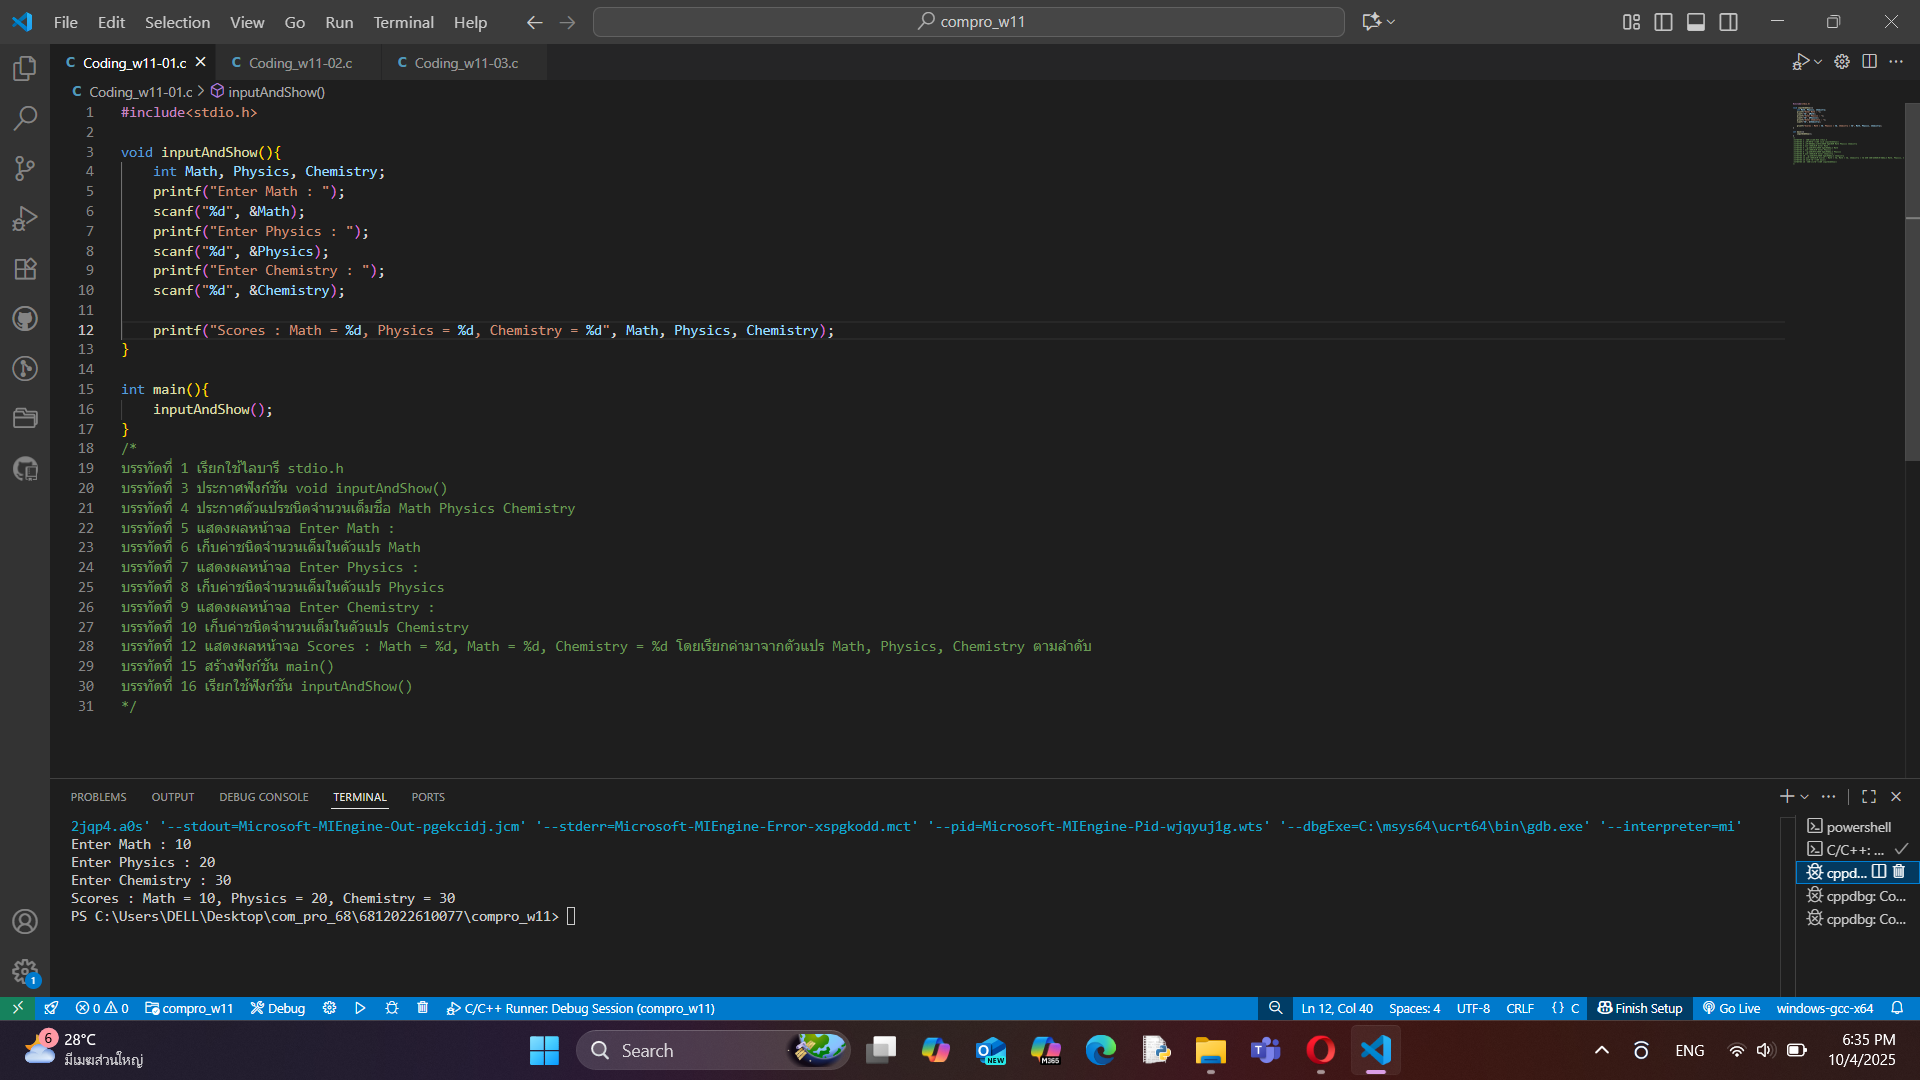 File Edit Selection View Go Run Terminal Help
compro_w11
Coding_w11-01.c
Coding_w11-02.c
Coding_w11-03.c
Coding_w11-01.c > inputAndShow()
1 #include<stdio.h>
2
3 void inputAndShow(){
4 int Math, Physics, Chemistry;
5 printf("Enter Math : ");
6 scanf("%d", &Math);
7 printf("Enter Physics : ");
8 scanf("%d", &Physics);
9 printf("Enter Chemistry : ");
10 scanf("%d", &Chemistry);
11
12 printf("Scores : Math = %d, Physics = %d, Chemistry = %d", Math, Physics, Chemistry);
13 }
14
15 int main(){
16 inputAndShow();
17 }
18 /*
19 บรรทัดที่ 1 เรียกใช้ไลบารี stdio.h
20 บรรทัดที่ 3 ประกาศฟังก์ชัน void inputAndShow()
21 บรรทัดที่ 4 ประกาศตัวแปรชนิดจำนวนเต็มชื่อ Math Physics Chemistry
22 บรรทัดที่ 5 แสดงผลหน้าจอ Enter Math :
23 บรรทัดที่ 6 เก็บค่าชนิดจำนวนเต็มในตัวแปร Math
24 บรรทัดที่ 7 แสดงผลหน้าจอ Enter Physics :
25 บรรทัดที่ 8 เก็บค่าชนิดจำนวนเต็มในตัวแปร Physics
26 บรรทัดที่ 9 แสดงผลหน้าจอ Enter Chemistry :
27 บรรทัดที่ 10 เก็บค่าชนิดจำนวนเต็มในตัวแปร Chemistry
28 บรรทัดที่ 12 แสดงผลหน้าจอ Scores : Math = %d, Math = %d, Chemistry = %d โดยเรียกค่ามาจากตัวแปร Math, Physics, Chemistry ตามลำดับ
29 บรรทัดที่ 15 สร้างฟังก์ชัน main()
30 บรรทัดที่ 16 เรียกใช้ฟังก์ชัน inputAndShow()
31 */
PROBLEMS OUTPUT DEBUG CONSOLE TERMINAL PORTS
2jqp4.a0s' '--stdout=Microsoft-MIEngine-Out-pgekcidj.jcm' '--stderr=Microsoft-MIEngine-Error-xspgkodd.mct' '--pid=Microsoft-MIEngine-Pid-wjqyuj1g.wts' '--dbgExe=C:\msys64\ucrt64\bin\gdb.exe' '--interpreter=mi'
Enter Math : 10
Enter Physics : 20
Enter Chemistry : 30
Scores : Math = 10, Physics = 20, Chemistry = 30
PS C:\Users\DELL\Desktop\com_pro_68\6812022610077\compro_w11>
powershell
C/C++: ...
cppd...
cppdbg: Co...
cppdbg: Co...
1
0 0 compro_w11 Debug C/C++ Runner: Debug Session (compro_w11)
Ln 12, Col 40 Spaces: 4 UTF-8 CRLF {} C Finish Setup Go Live windows-gcc-x64
6
28°C
มีเมฆส่วนใหญ่
Search
NEW
M365
ENG
6:35 PM
10/4/2025